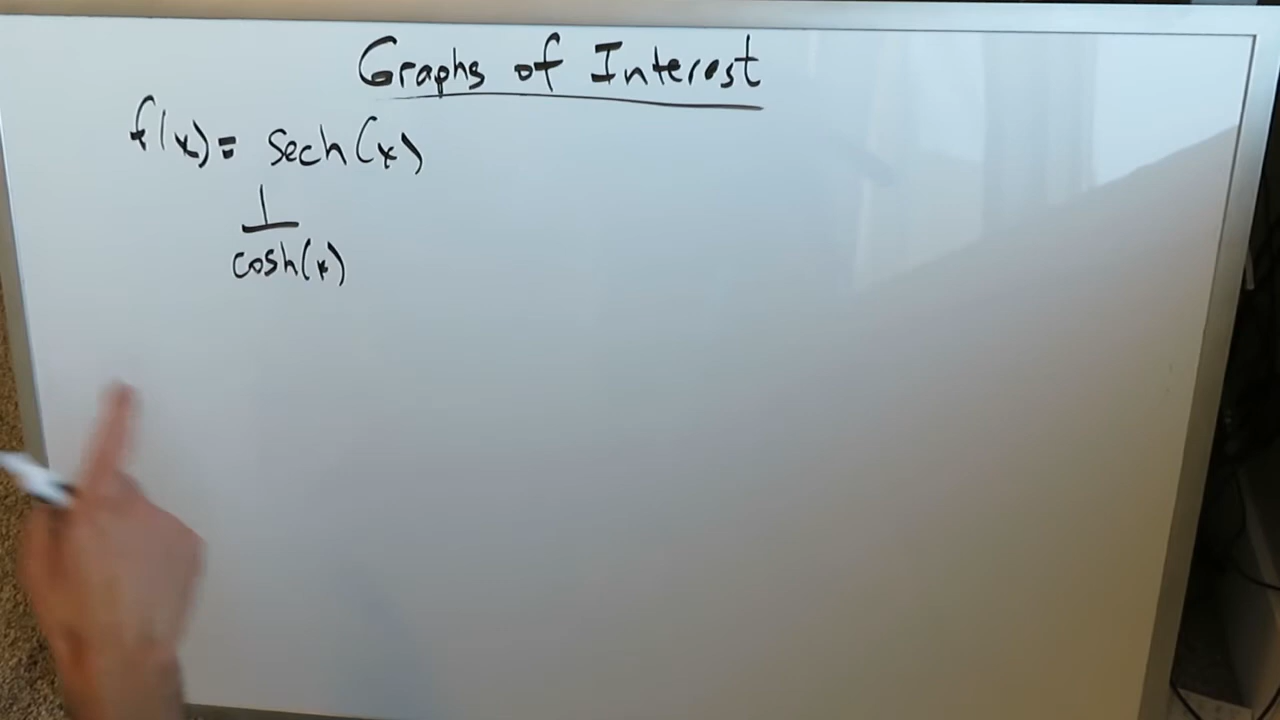 Graphs of Interest
f(x) = sech(x)
1
cosh(x)